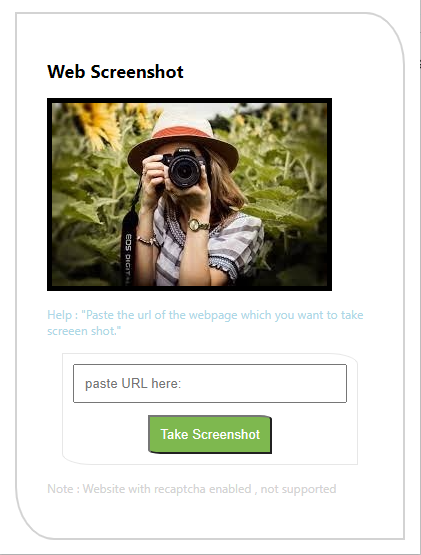 Web Screenshot
Canon
EOS DIGIT
Help : "Paste the url of the webpage which you want to take
screeen shot."
paste URL here:
Take Screenshot
Note : Website with recaptcha enabled , not supported